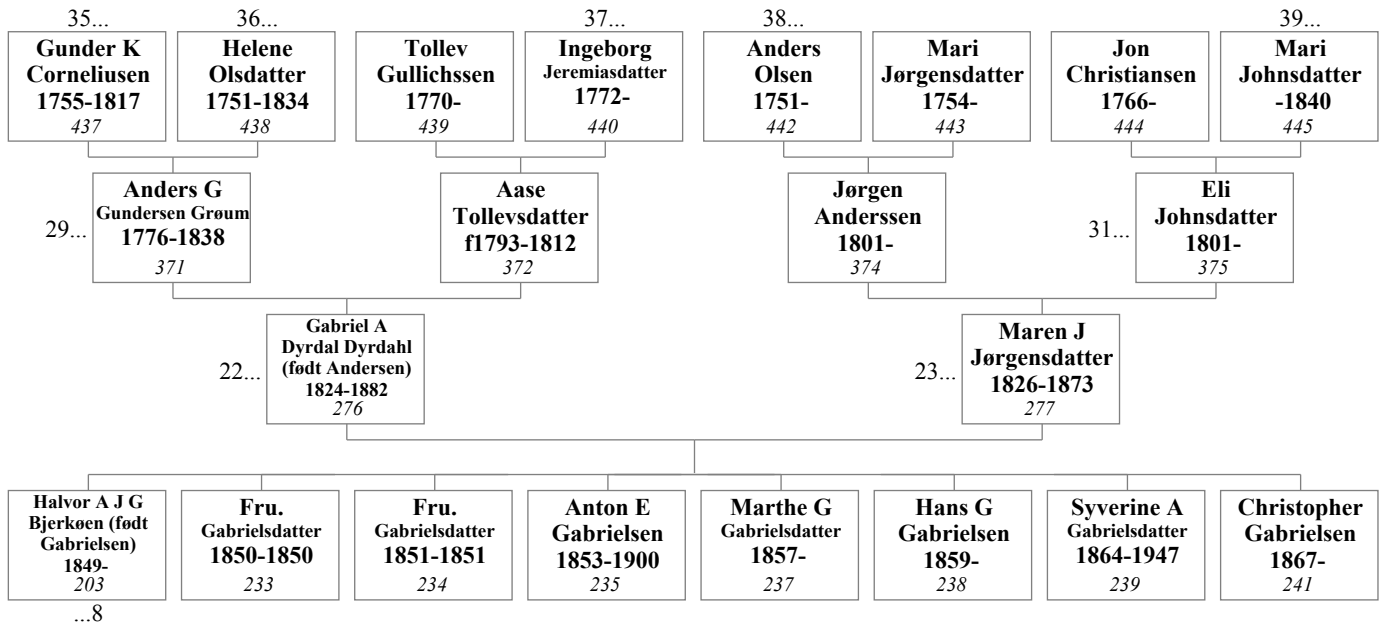 35...
36...
37...
38...
39...
Gunder K
Corneliusen
1755-1817
437
Helene
Olsdatter
1751-1834
438
Tollev
Gullichssen
1770-
439
Ingeborg
Jeremiasdatter
1772-
440
Anders
Olsen
1751-
442
Mari
Jørgensdatter
1754-
443
Jon
Christiansen
1766-
444
Mari
Johnsdatter
-1840
445
29...
Anders G
Gundersen Grøum
1776-1838
371
Aase
Tollevsdatter
f1793-1812
372
Jørgen
Anderssen
1801-
374
31...
Eli
Johnsdatter
1801-
375
22...
Gabriel A
Dyrdal Dyrdahl
(født Andersen)
1824-1882
276
23...
Maren J
Jørgensdatter
1826-1873
277
Halvor A J G
Bjerkøen (født
Gabrielsen)
1849-
203
Fru.
Gabrielsdatter
1850-1850
233
Fru.
Gabrielsdatter
1851-1851
234
Anton E
Gabrielsen
1853-1900
235
Marthe G
Gabrielsdatter
1857-
237
Hans G
Gabrielsen
1859-
238
Syverine A
Gabrielsdatter
1864-1947
239
Christopher
Gabrielsen
1867-
241
...8